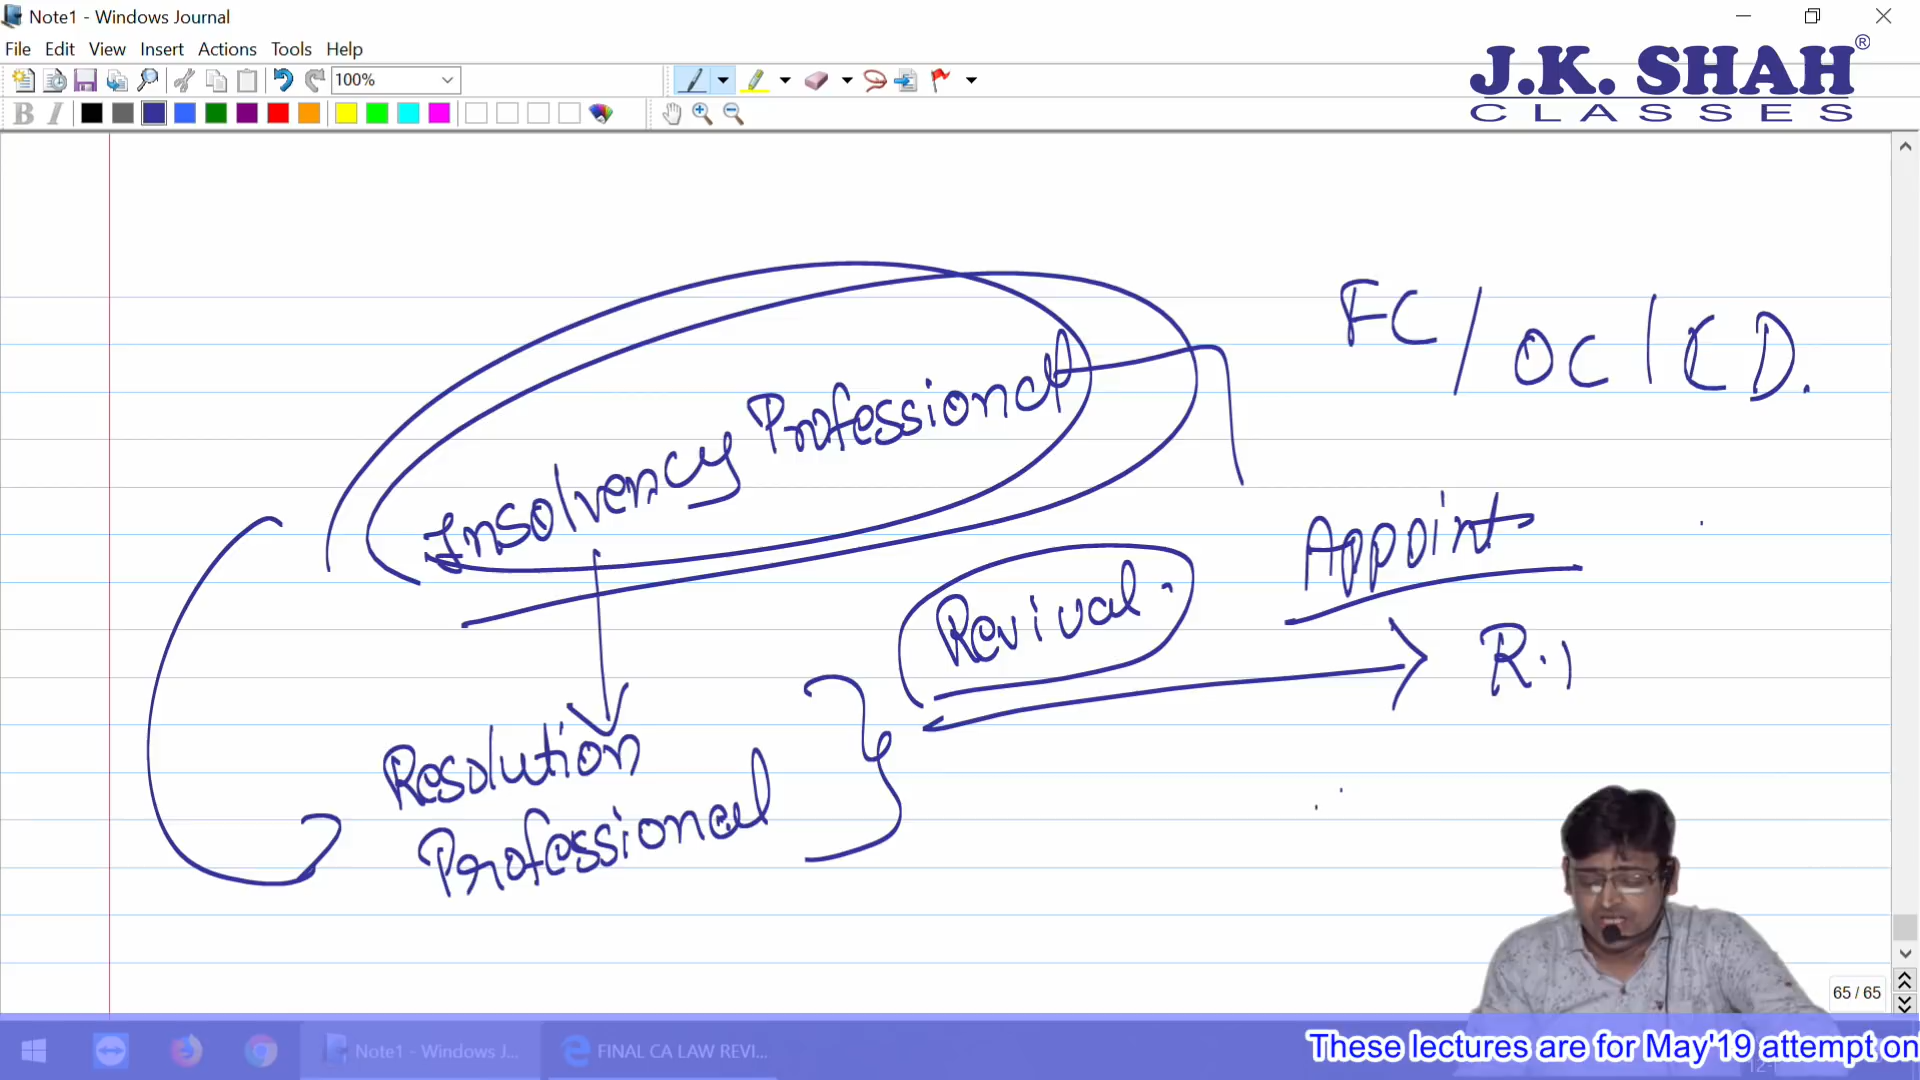 Note1 - Windows Journal
File Edit View Insert Actions Tools Help
100%
B I
J.K. SHAH®
CLASSES
FC / OC / CD.
Insolvency Professional
Appoint
Revival.
R.
Resolution
Professional
65 / 65
Note1 - Windows J...
FINAL CA LAW REVI...
These lectures are for May'19 attempt on